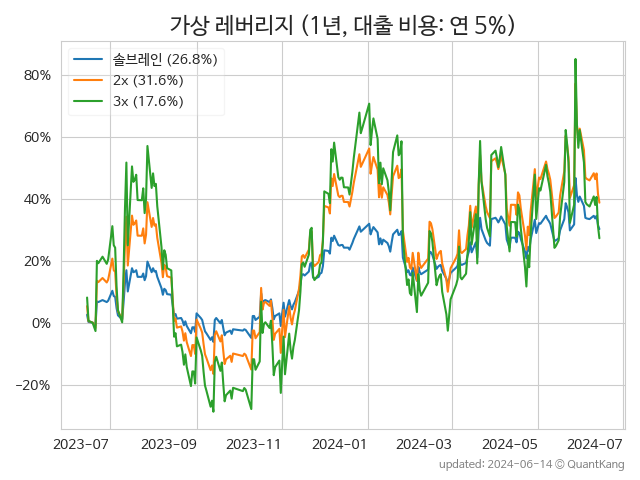 가상 레버리지 (1년, 대출 비용: 연 5%)
솔브레인 (26.8%)
2x (31.6%)
3x (17.6%)
80%
60%
40%
20%
0%
−20%
2023-07 2023-09 2023-11 2024-01 2024-03 2024-05 2024-07
updated: 2024-06-14 © QuantKang